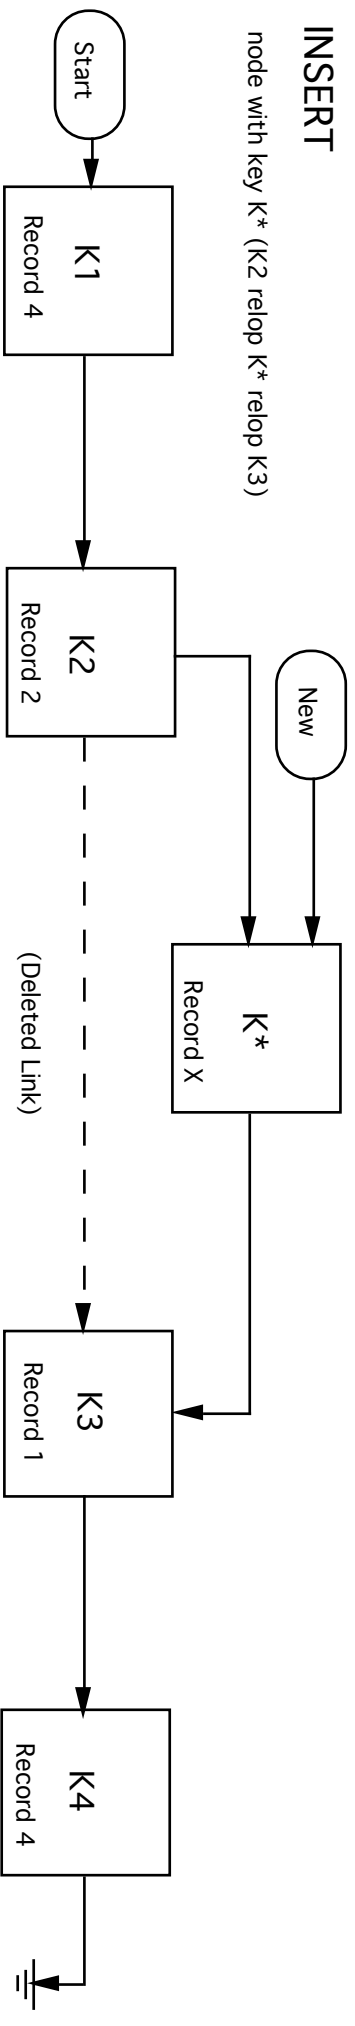 INSERT
node with key K* (K2 relop K* relop K3)
New
K*
Record X
Start
K1
Record 4
K2
Record 2
(Deleted Link)
K3
Record 1
K4
Record 4